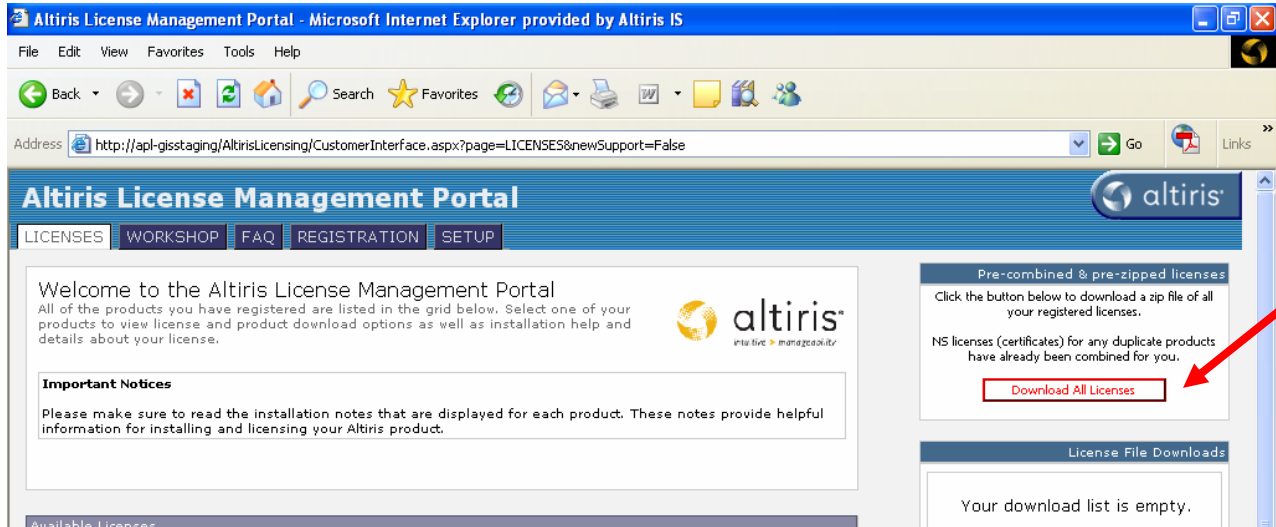 Altiris License Management Portal - Microsoft Internet Explorer provided by Altiris IS
File Edit View Favorites Tools Help
Back Search Favorites
Address http://apl-gisstaging/AltirisLicensing/CustomerInterface.aspx?page=LICENSES&newSupport=False Go Links »
Altiris License Management Portal
altiris
LICENSES WORKSHOP FAQ REGISTRATION SETUP
Welcome to the Altiris License Management Portal
All of the products you have registered are listed in the grid below. Select one of your
products to view license and product download options as well as installation help and
details about your license.
altiris
intuitive > manageability
Important Notices
Please make sure to read the installation notes that are displayed for each product. These notes provide helpful
information for installing and licensing your Altiris product.
Available Licenses
Pre-combined & pre-zipped licenses
Click the button below to download a zip file of all
your registered licenses.
NS licenses (certificates) for any duplicate products
have already been combined for you.
Download All Licenses
License File Downloads
Your download list is empty.